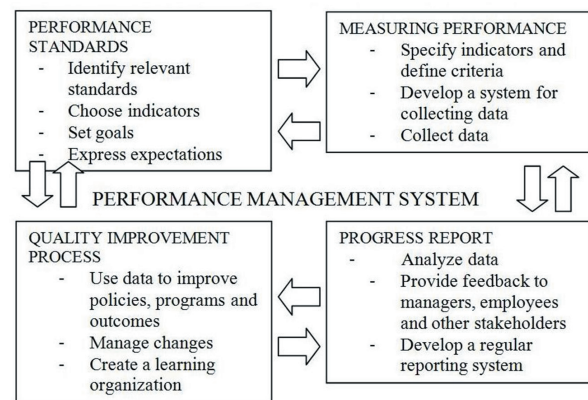 PERFORMANCE
STANDARDS
- Identify relevant
standards
- Choose indicators
- Set goals
- Express expectations
MEASURING PERFORMANCE
- Specify indicators and
define criteria
- Develop a system for
collecting data
- Collect data
PERFORMANCE MANAGEMENT SYSTEM
QUALITY IMPROVEMENT
PROCESS
- Use data to improve
policies, programs and
outcomes
- Manage changes
- Create a learning
organization
PROGRESS REPORT
- Analyze data
- Provide feedback to
managers, employees
and other stakeholders
- Develop a regular
reporting system